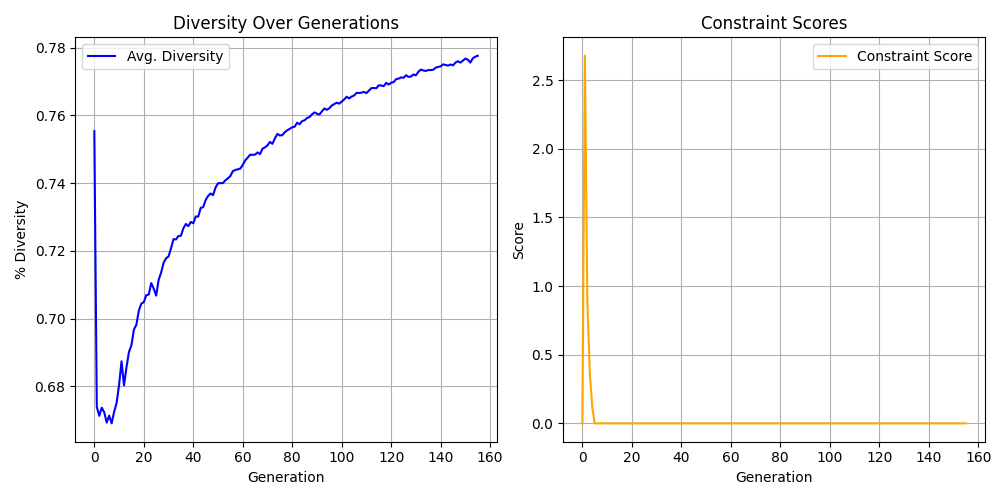 Diversity Over Generations
Avg. Diversity
% Diversity
0.78
0.76
0.74
0.72
0.70
0.68
0 20 40 60 80 100 120 140 160
Generation
Constraint Scores
Constraint Score
Score
2.5
2.0
1.5
1.0
0.5
0.0
0 20 40 60 80 100 120 140 160
Generation